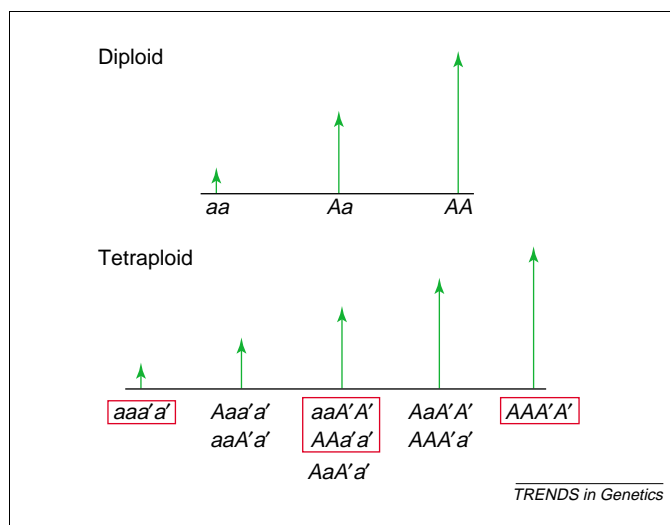 Diploid
aa Aa AA
Tetraploid
aaa′a′ Aaa′a′ aaA′A′ AaA′A′ AAA′A′
aaA′a′ AAa′a′ AAA′a′
AaA′a′
TRENDS in Genetics